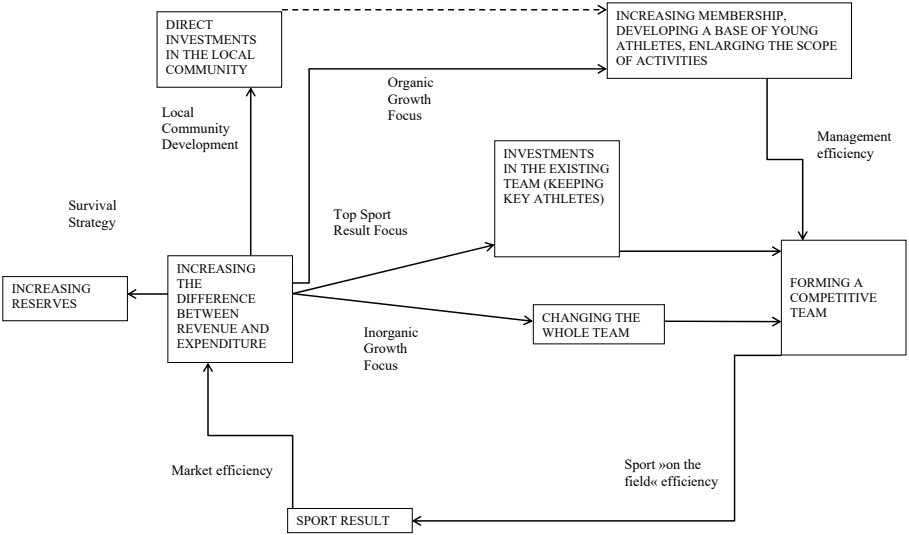 DIRECT
INVESTMENTS
IN THE LOCAL
COMMUNITY
INCREASING MEMBERSHIP,
DEVELOPING A BASE OF YOUNG
ATHLETES, ENLARGING THE SCOPE
OF ACTIVITIES
Organic
Growth
Focus
Local
Community
Development
Management
efficiency
INVESTMENTS
IN THE EXISTING
TEAM (KEEPING
KEY ATHLETES)
Survival
Strategy
Top Sport
Result Focus
INCREASING
RESERVES
INCREASING
THE
DIFFERENCE
BETWEEN
REVENUE AND
EXPENDITURE
FORMING A
COMPETITIVE
TEAM
CHANGING THE
WHOLE TEAM
Inorganic
Growth
Focus
Market efficiency
Sport »on the
field« efficiency
SPORT RESULT